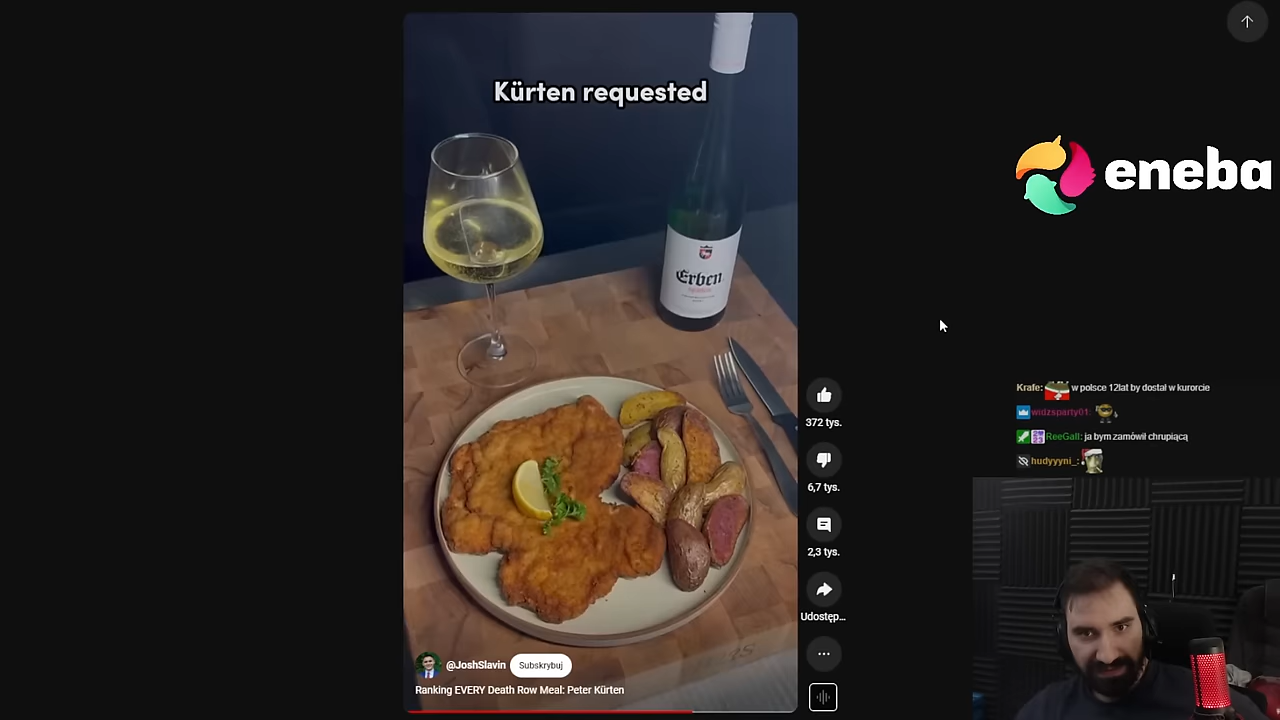 Kürten requested
Erben
eneba
372 tys.
6,7 tys.
2,3 tys.
Udostęp...
@JoshSlavin
Subskrybuj
Ranking EVERY Death Row Meal: Peter Kürten
Krafe: w polsce 12lat by dostał w kurorcie
widzsparty01:
ReeGall: ja bym zamówił chrupiącą
hudyyyni_: